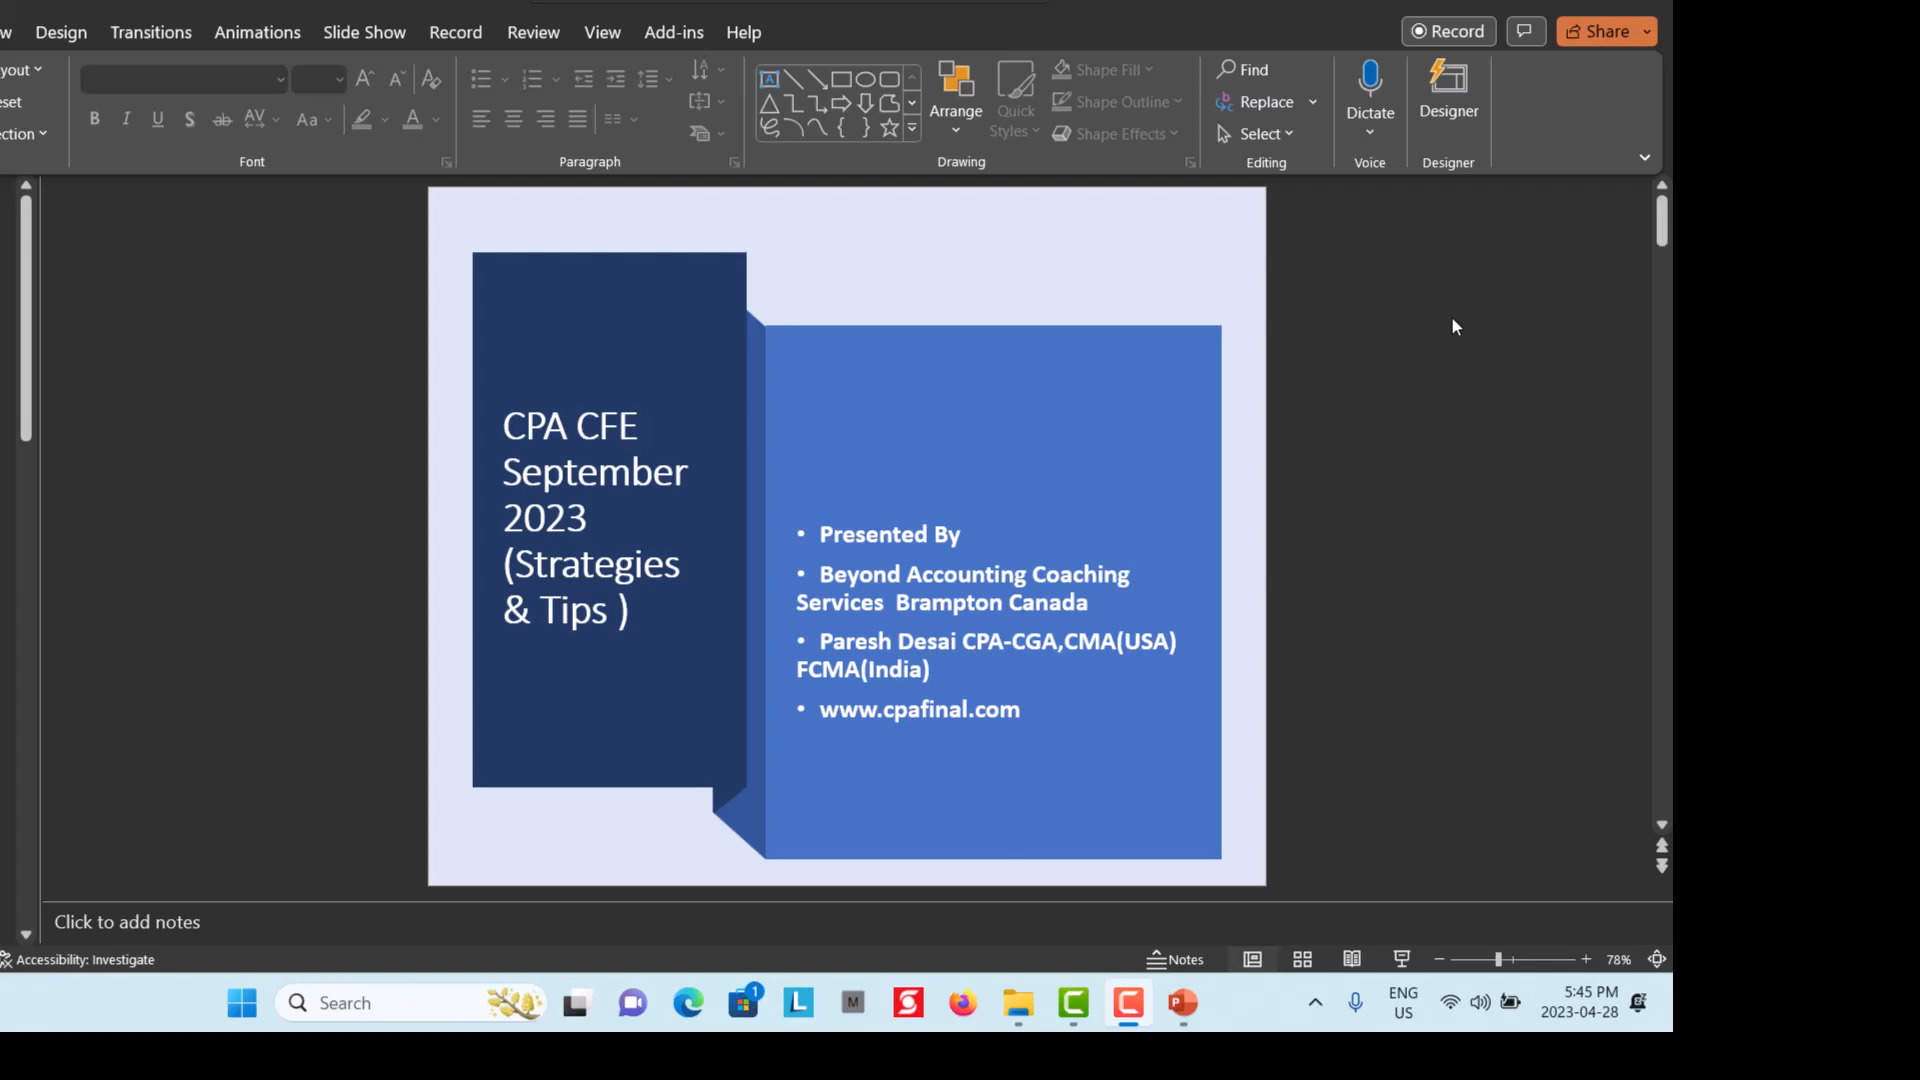 w Design Transitions Animations Slide Show Record Review View Add-ins Help Record Share
yout
eset
ection
Aa
Arrange
Quick
Styles
Shape Fill
Shape Outline
Shape Effects
Find
Replace
Select
Dictate
Designer
Font Paragraph Drawing Editing Voice Designer
CPA CFE
September
2023
(Strategies
& Tips )
• Presented By
• Beyond Accounting Coaching
Services Brampton Canada
• Paresh Desai CPA-CGA,CMA(USA)
FCMA(India)
• www.cpafinal.com
Click to add notes
Accessibility: Investigate Notes 78%
Search
1
L
M
S
P
ENG
US
5:45 PM
2023-04-28